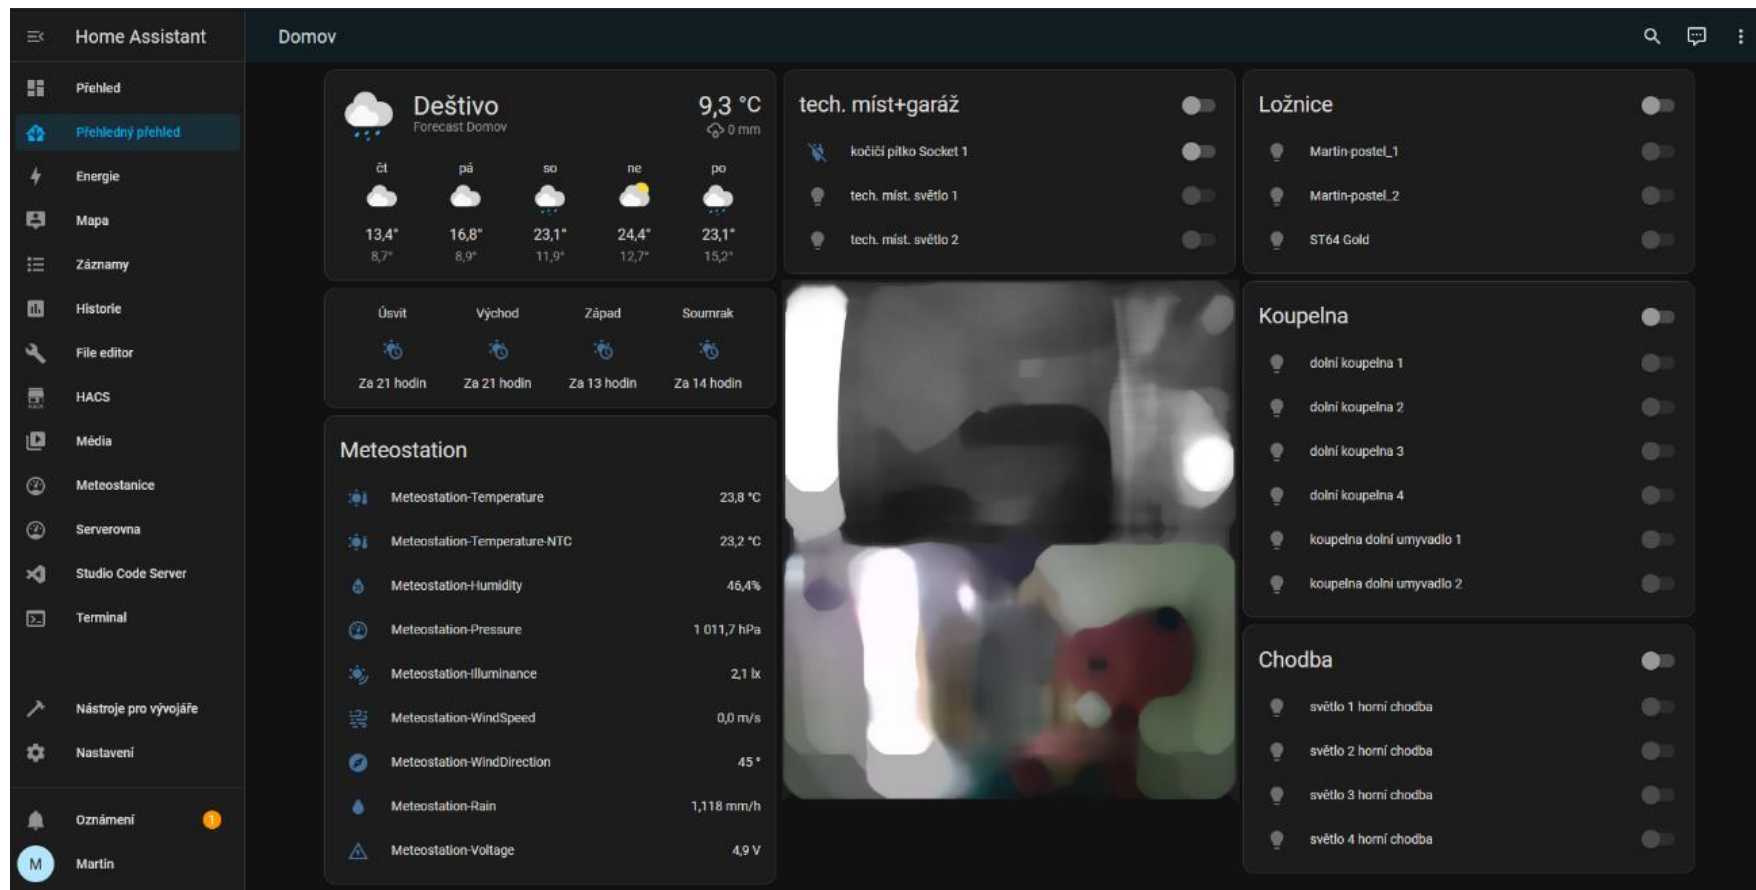 Home Assistant
Domov
Přehled
Přehledný přehled
Energie
Mapa
Záznamy
Historie
File editor
HACS
Média
Meteostanice
Serverovna
Studio Code Server
Terminal
Nástroje pro vývojáře
Nastavení
Oznámení 1
M Martin
Deštivo 9,3 °C
Forecast Domov 0 mm
čt pá so ne po
13,4° 16,8° 23,1° 24,4° 23,1°
8,7° 8,9° 11,9° 12,7° 15,2°
Úsvit Východ Západ Soumrak
Za 21 hodin Za 21 hodin Za 13 hodin Za 14 hodin
Meteostation
Meteostation-Temperature 23,8 °C
Meteostation-Temperature-NTC 23,2 °C
Meteostation-Humidity 46,4%
Meteostation-Pressure 1 011,7 hPa
Meteostation-Illuminance 2,1 lx
Meteostation-WindSpeed 0,0 m/s
Meteostation-WindDirection 45 °
Meteostation-Rain 1,118 mm/h
Meteostation-Voltage 4,9 V
tech. míst+garáž
kočičí pítko Socket 1
tech. míst. světlo 1
tech. míst. světlo 2
Ložnice
Martin-postel_1
Martin-postel_2
ST64 Gold
Koupelna
dolní koupelna 1
dolní koupelna 2
dolní koupelna 3
dolní koupelna 4
koupelna dolní umyvadlo 1
koupelna dolni umyvadlo 2
Chodba
světlo 1 horní chodba
světlo 2 horní chodba
světlo 3 horní chodba
světlo 4 horní chodba